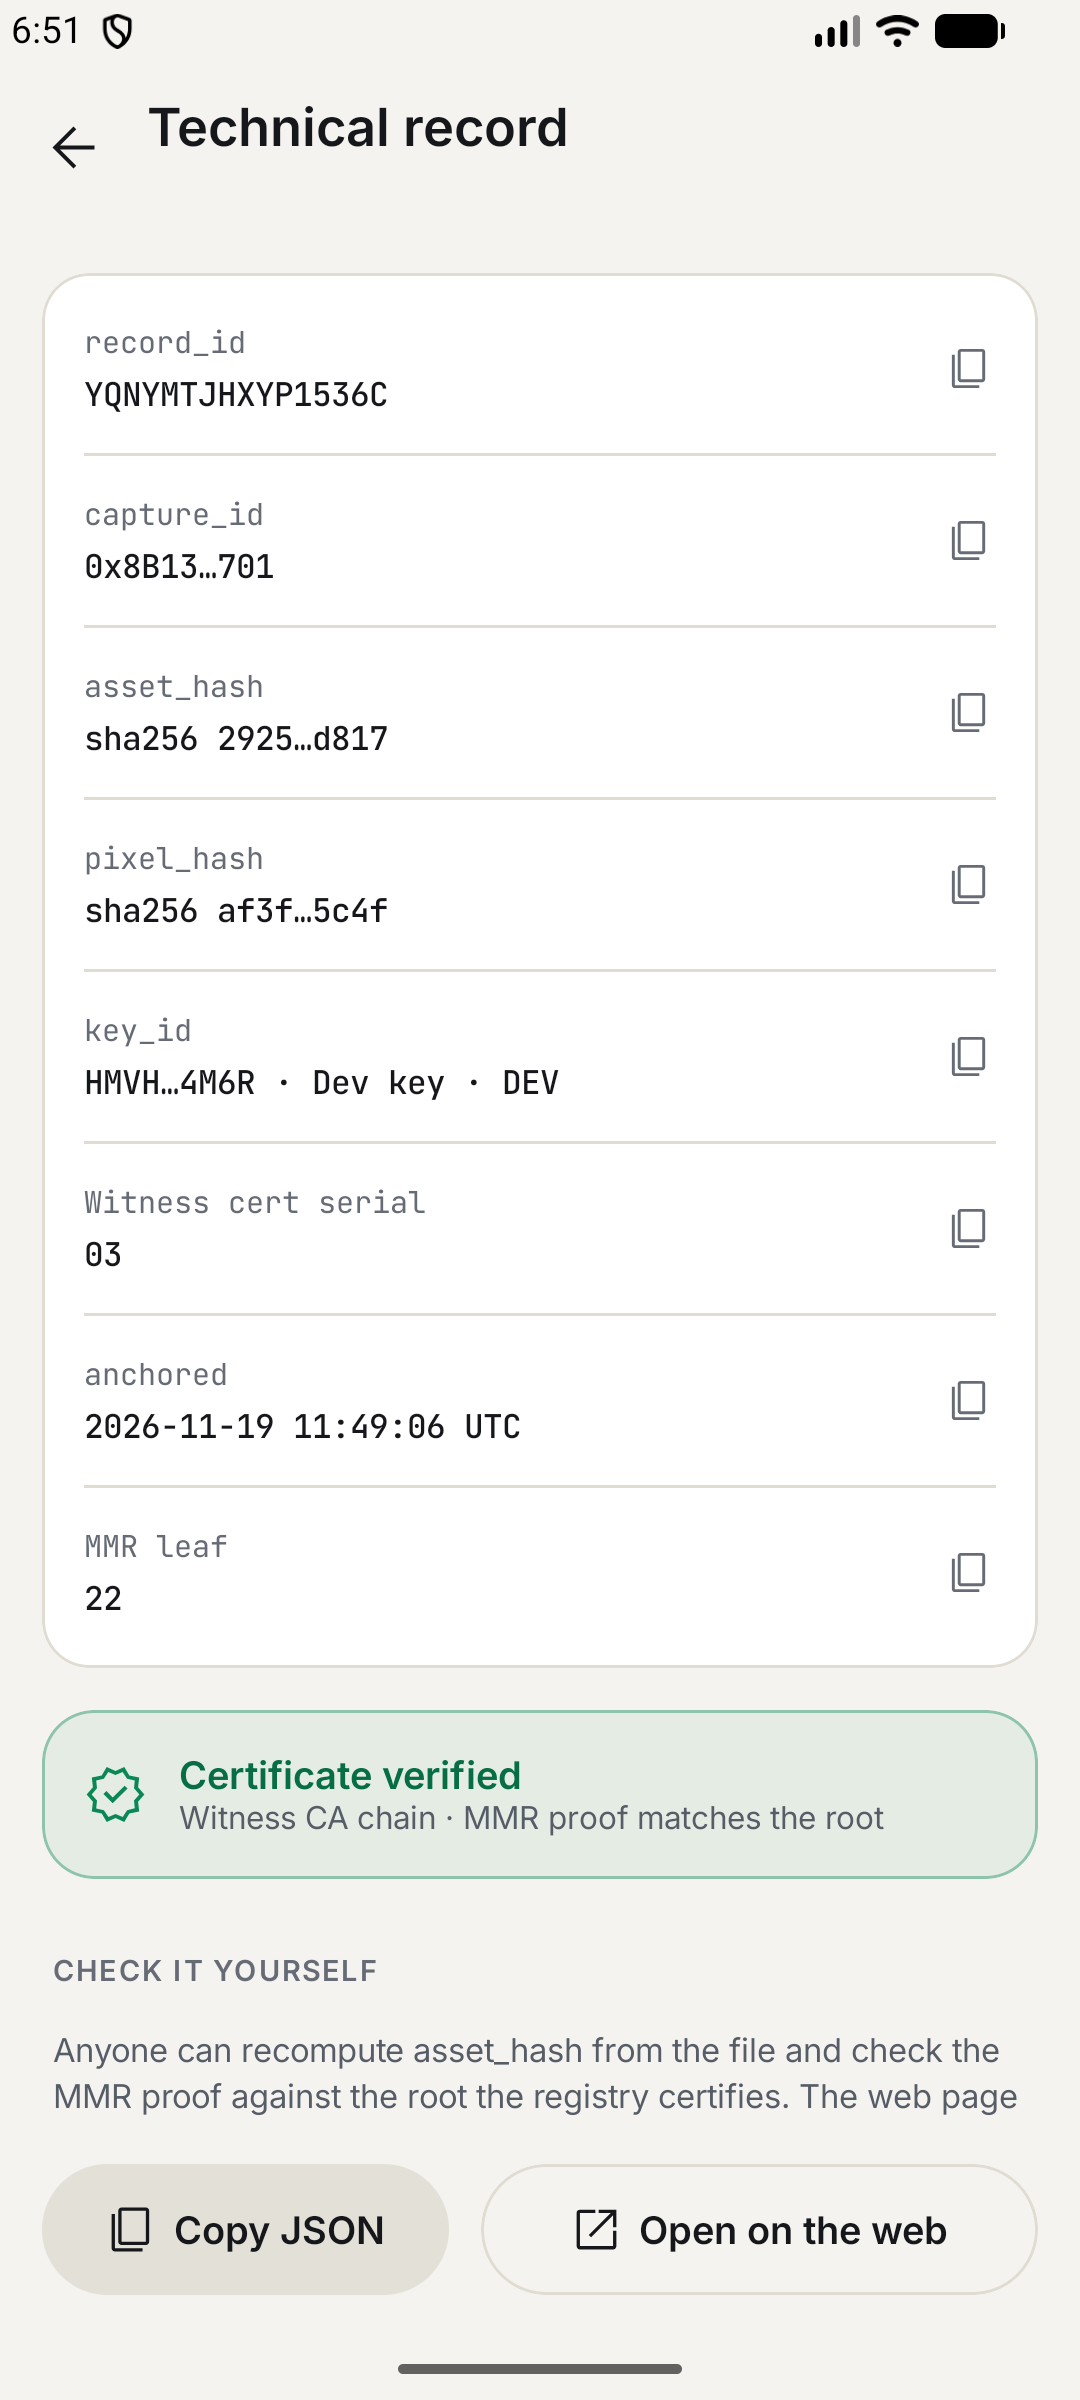 6:51
Technical record
record_id
YQNYMTJHXYP1536C
capture_id
0x8B13…701
asset_hash
sha256 2925…d817
pixel_hash
sha256 af3f…5c4f
key_id
HMVH…4M6R · Dev key · DEV
Witness cert serial
03
anchored
2026-11-19 11:49:06 UTC
MMR leaf
22
Certificate verified
Witness CA chain · MMR proof matches the root
CHECK IT YOURSELF
Anyone can recompute asset_hash from the file and check the
MMR proof against the root the registry certifies. The web page
Copy JSON
Open on the web